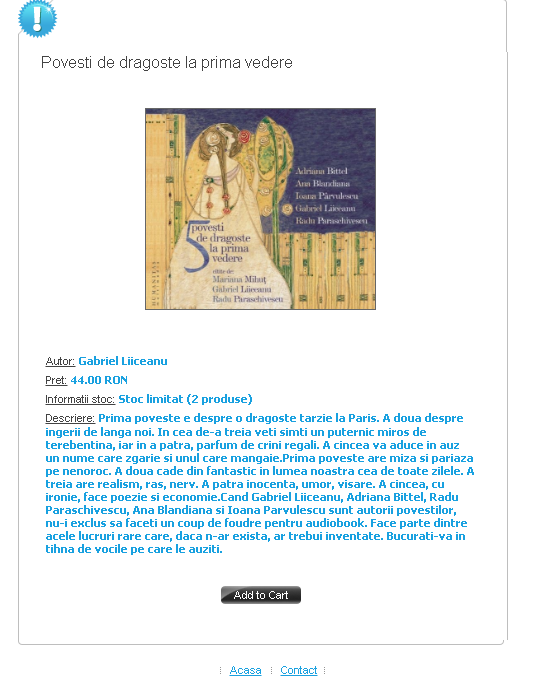 !
Povesti de dragoste la prima vedere
Adriana Bittel
Ana Blandiana
Ioana Pârvulescu
Gabriel Liiceanu
Radu Paraschivescu
5 povesti
de dragoste
la prima
vedere
citite de
Mariana Mihuț
Gabriel Liiceanu
Radu Paraschivescu
HUMANITAS
Autor: Gabriel Liiceanu
Pret: 44.00 RON
Informatii stoc: Stoc limitat (2 produse)
Descriere: Prima poveste e despre o dragoste tarzie la Paris. A doua despre
ingerii de langa noi. In cea de-a treia veti simti un puternic miros de
terebentina, iar in a patra, parfum de crini regali. A cincea va aduce in auz
un nume care zgarie si unul care mangaie.Prima poveste are miza si pariaza
pe nenoroc. A doua cade din fantastic in lumea noastra cea de toate zilele. A
treia are realism, ras, nerv. A patra inocenta, umor, visare. A cincea, cu
ironie, face poezie si economie.Cand Gabriel Liiceanu, Adriana Bittel, Radu
Paraschivescu, Ana Blandiana si Ioana Parvulescu sunt autorii povestilor,
nu-i exclus sa faceti un coup de foudre pentru audiobook. Face parte dintre
acele lucruri rare care, daca n-ar exista, ar trebui inventate. Bucurati-va in
tihna de vocile pe care le auziti.
Add to Cart
Acasa
Contact